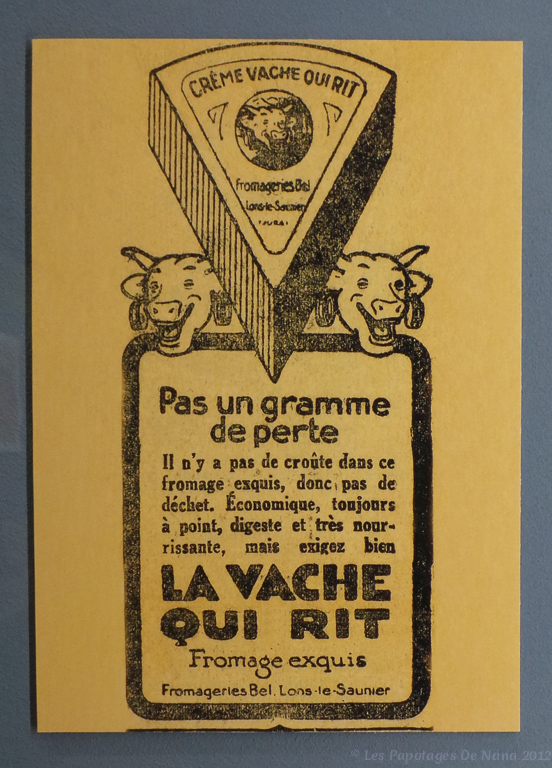 CRÈME VACHE QUI RIT
Fromageries Bel
Lons-le-Saunier
(JURA)
Pas un gramme
de perte
Il n'y a pas de croûte dans ce
fromage exquis, donc pas de
déchet. Économique, toujours
à point, digeste et très nour-
rissante, mais exigez bien
LA VACHE
QUI RIT
Fromage exquis
Fromageries Bel, Lons-le-Saunier
© Les Papotages De Nana 2012